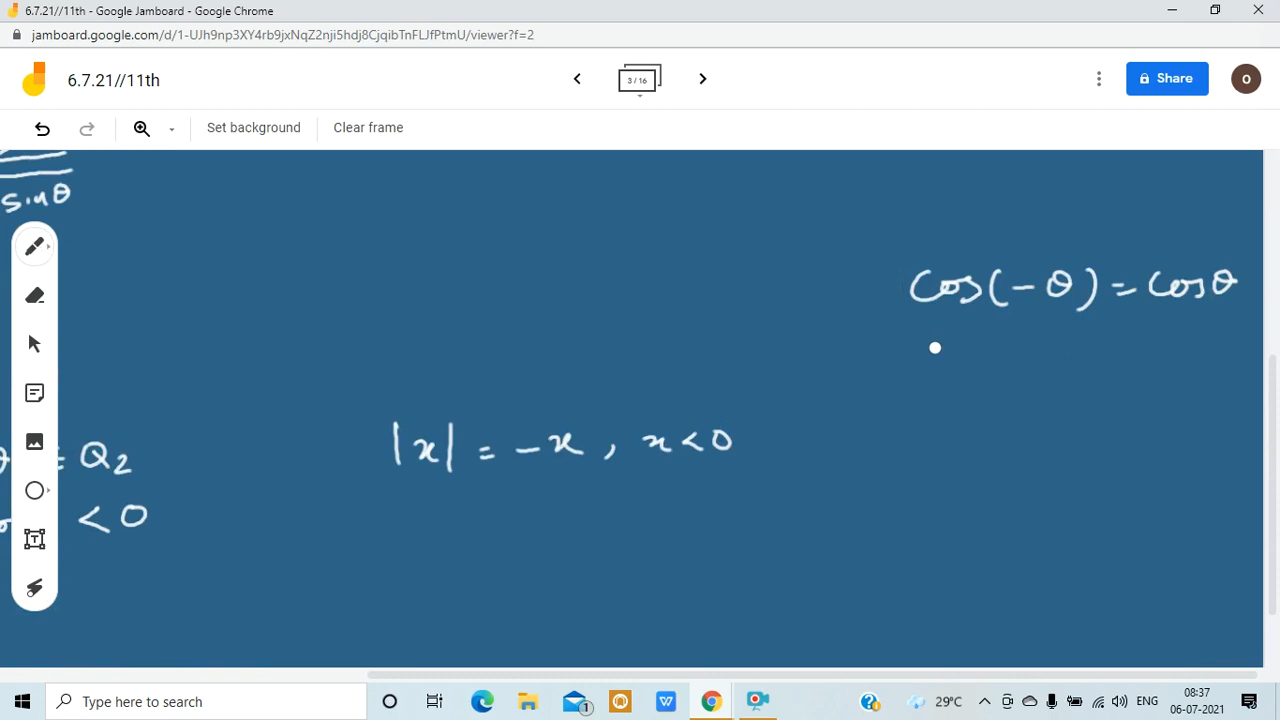 6.7.21//11th - Google Jamboard - Google Chrome
jamboard.google.com/d/1-UJh9np3XY4rb9jxNqZ2nji5hdj8CjqibTnFLJfPtmU/viewer?f=2
6.7.21//11th
3 / 16
Share
O
Set background
Clear frame
sinθ
cos(-θ) = cosθ
|x| = -x , x<0
Q2
< 0
Type here to search
1
29°C
ENG
08:37
06-07-2021